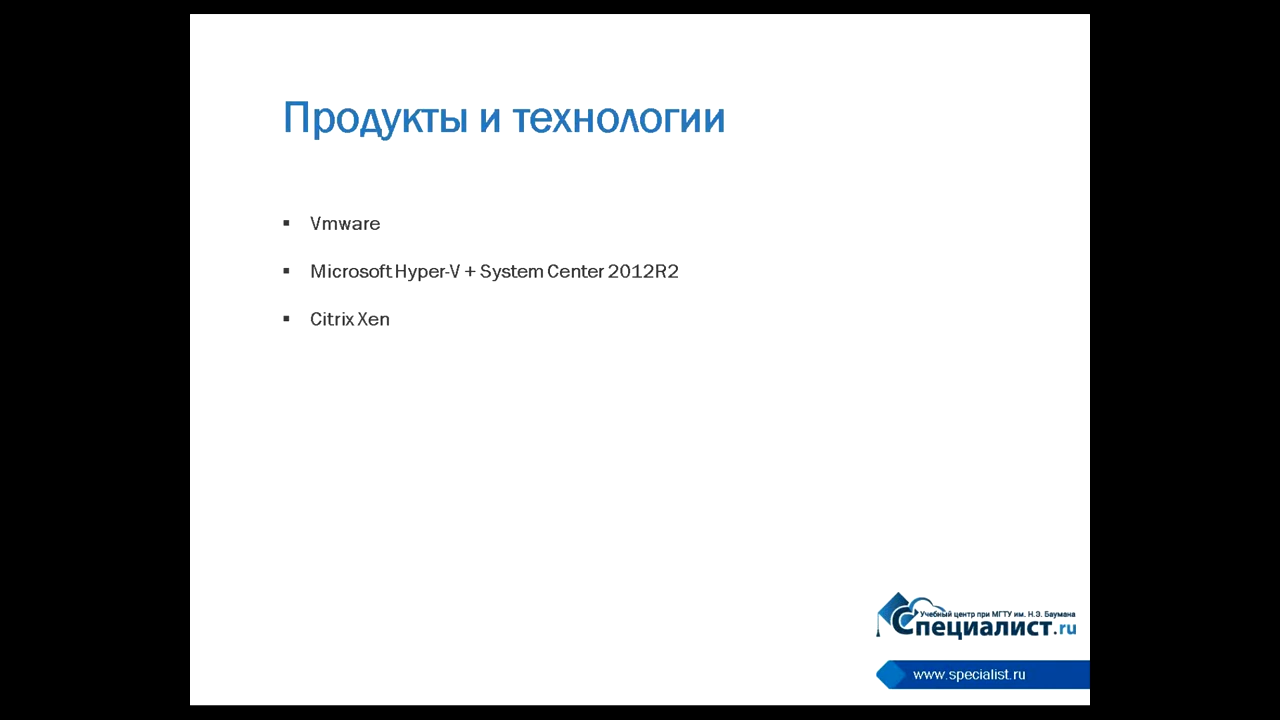 Продукты и технологии
Vmware
Microsoft Hyper-V + System Center 2012R2
Citrix Xen
Учебный центр при МГТУ им. Н.Э. Баумана
Специалист.ru
www.specialist.ru